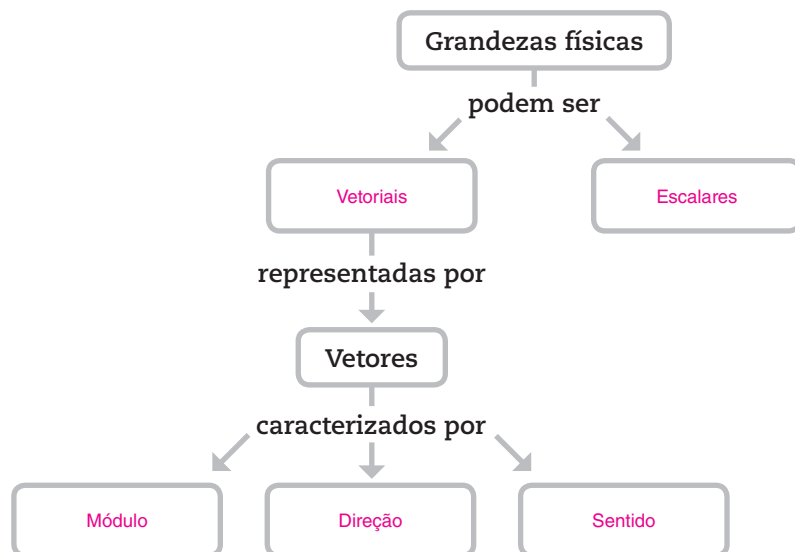 Grandezas físicas
podem ser
Vetoriais
Escalares
representadas por
Vetores
caracterizados por
Módulo
Direção
Sentido